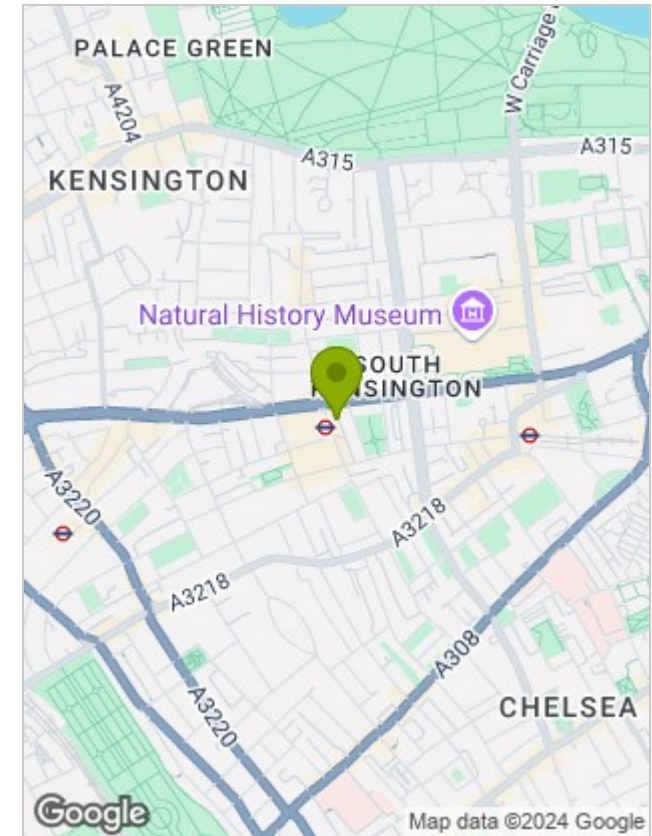 PALACE GREEN
W Carriage
A4204
A315
A315
KENSINGTON
Natural History Museum
SOUTH
KENSINGTON
A3220
A3218
A3218
A308
A3220
CHELSEA
Google
Map data ©2024 Google